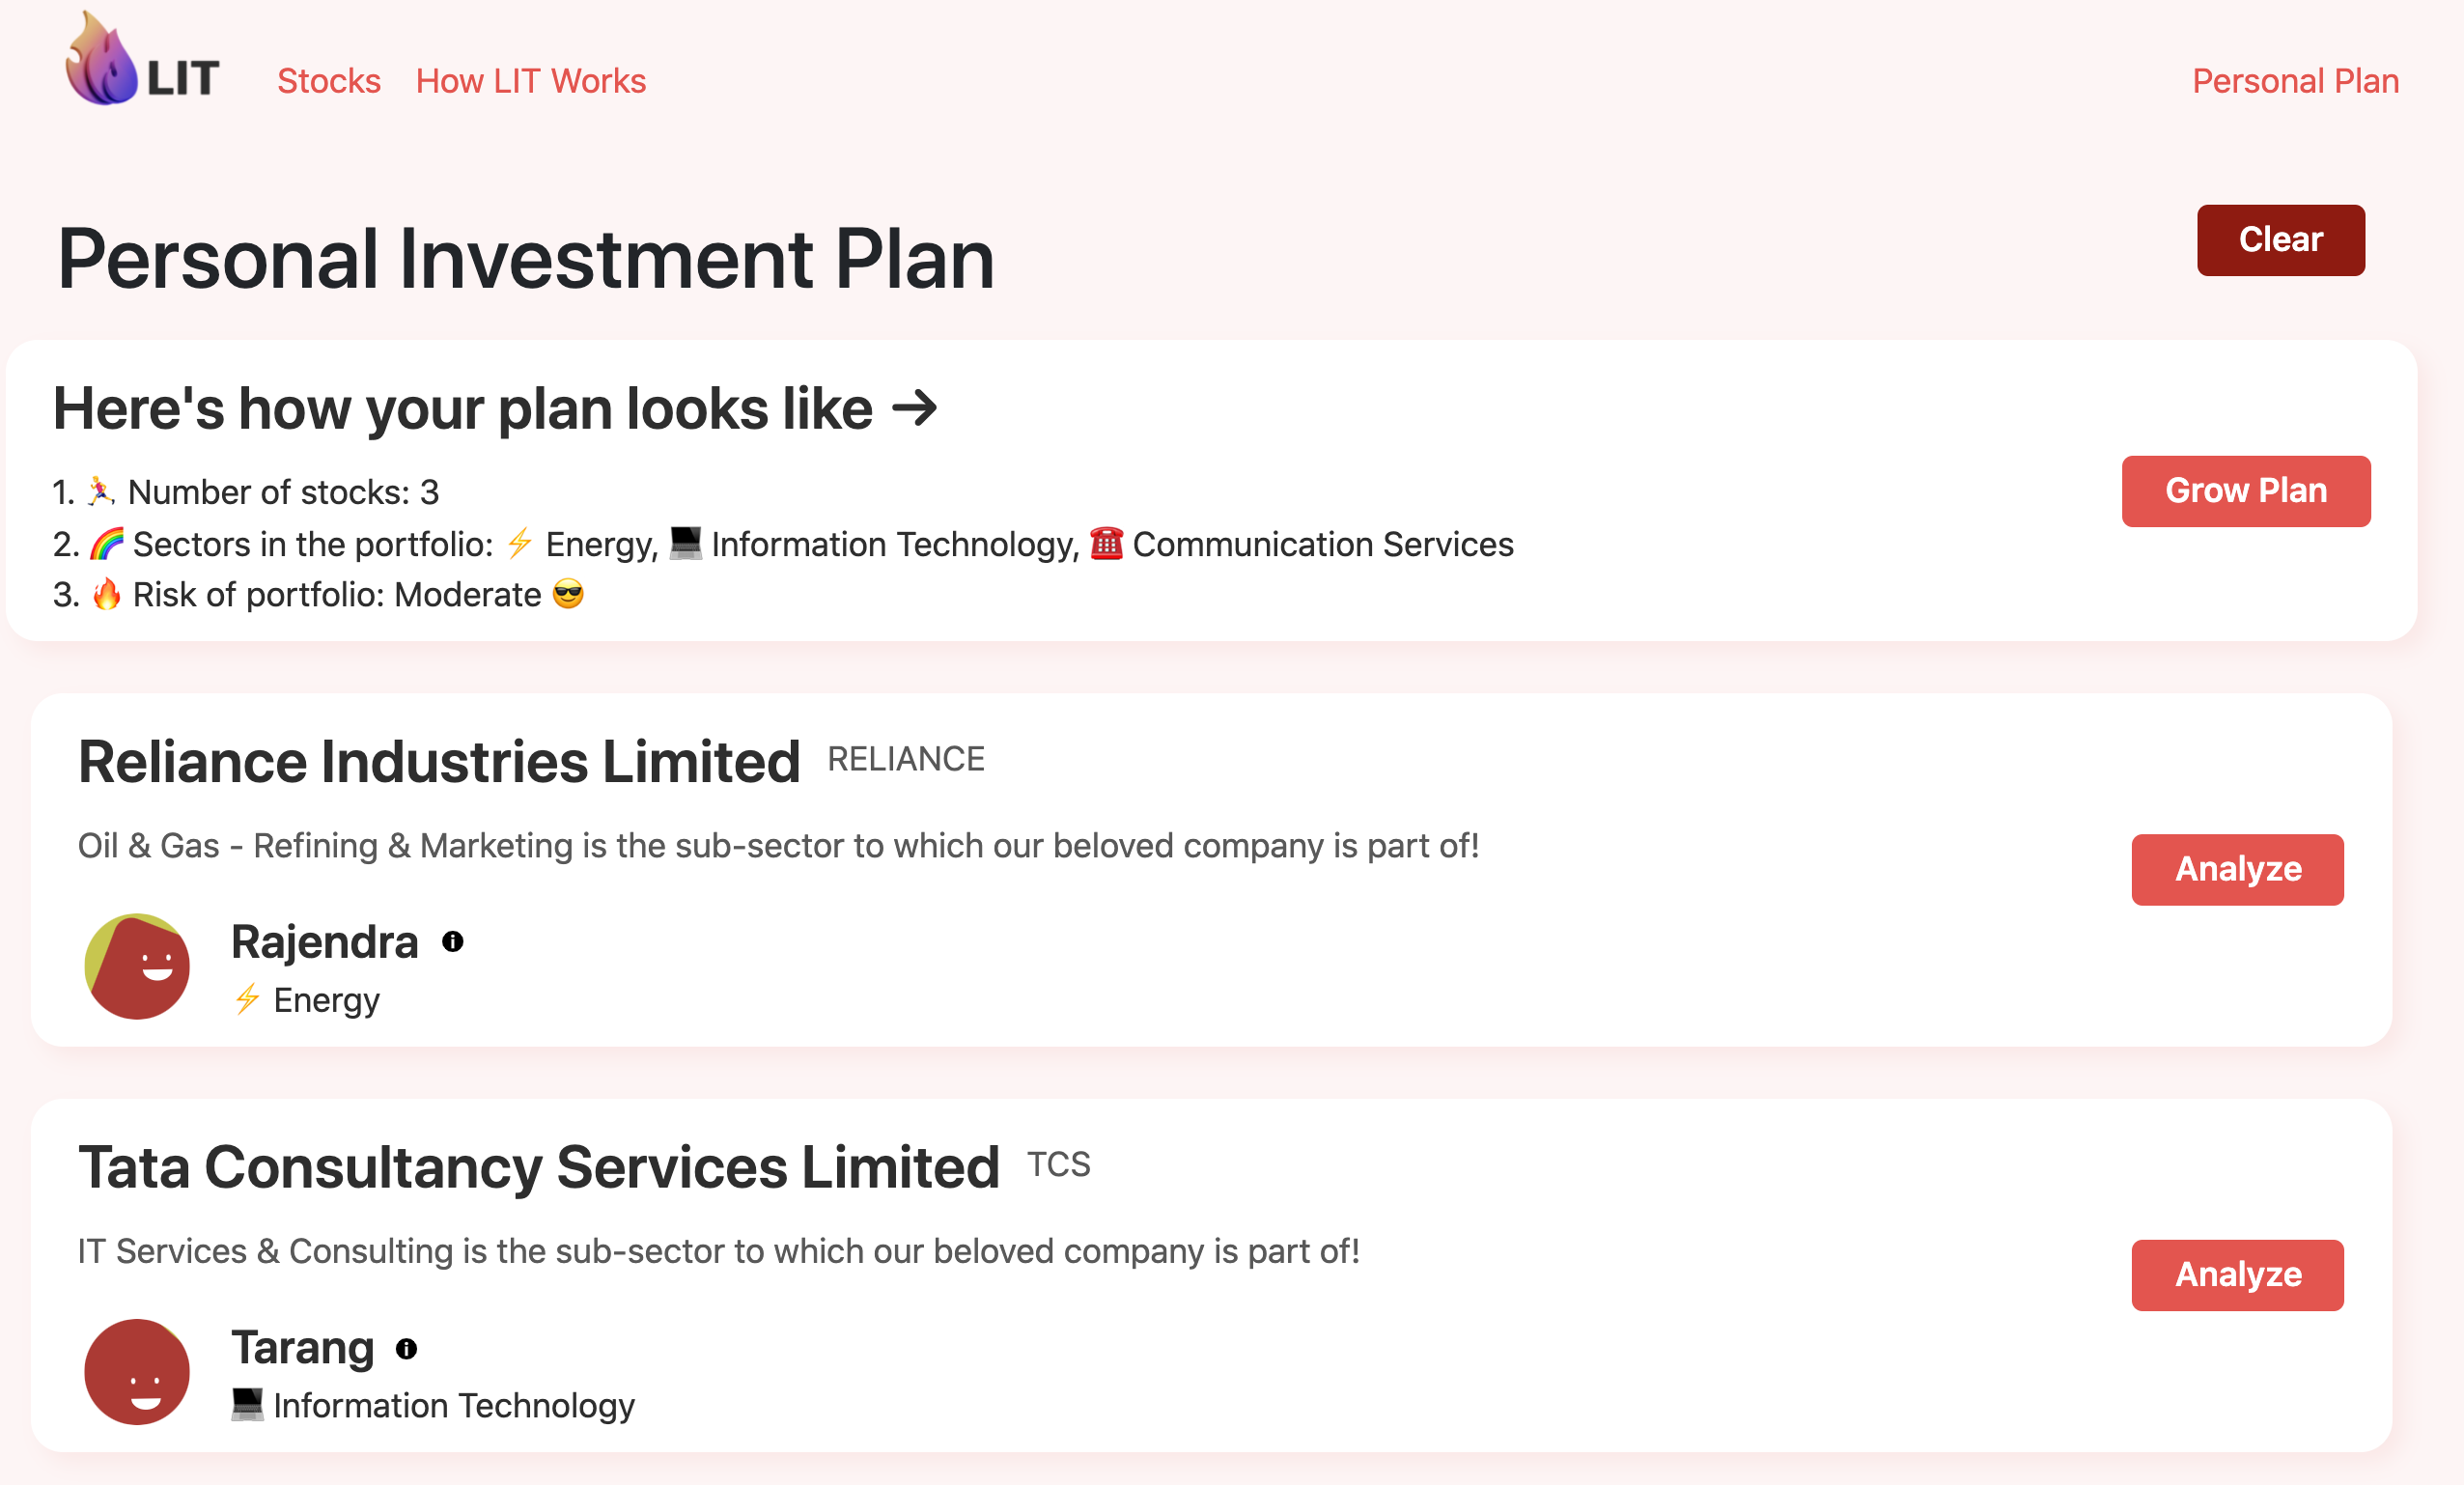 LIT Stocks How LIT Works Personal Plan
Personal Investment Plan Clear
Here's how your plan looks like →
1. 🏃‍♀️ Number of stocks: 3
Grow Plan
2. 🌈 Sectors in the portfolio: ⚡ Energy, 💻 Information Technology, ☎️ Communication Services
3. 🔥 Risk of portfolio: Moderate 😎
Reliance Industries Limited RELIANCE
Oil & Gas - Refining & Marketing is the sub-sector to which our beloved company is part of!
Analyze
Rajendra
⚡ Energy
Tata Consultancy Services Limited TCS
IT Services & Consulting is the sub-sector to which our beloved company is part of!
Analyze
Tarang
💻 Information Technology